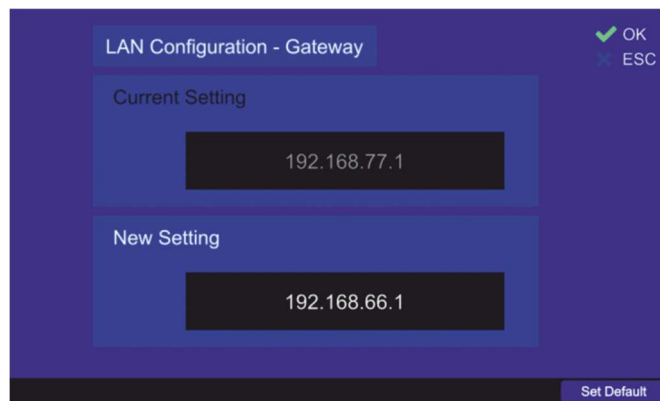 LAN Configuration - Gateway
OK
ESC
Current Setting
192.168.77.1
New Setting
192.168.66.1
Set Default